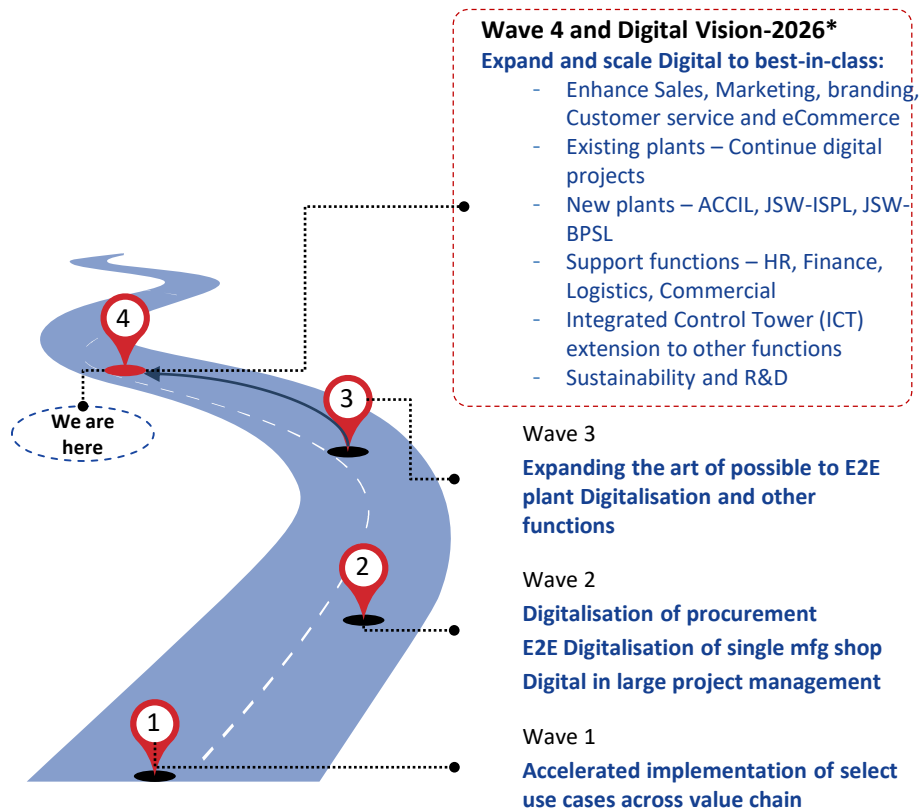 Wave 4 and Digital Vision-2026*
Expand and scale Digital to best-in-class:
- Enhance Sales, Marketing, branding,
Customer service and eCommerce
- Existing plants – Continue digital
projects
- New plants – ACCIL, JSW-ISPL, JSW-
BPSL
- Support functions – HR, Finance,
Logistics, Commercial
- Integrated Control Tower (ICT)
extension to other functions
- Sustainability and R&D
4
3
We are
here
Wave 3
Expanding the art of possible to E2E
plant Digitalisation and other
functions
2
Wave 2
Digitalisation of procurement
E2E Digitalisation of single mfg shop
Digital in large project management
1
Wave 1
Accelerated implementation of select
use cases across value chain